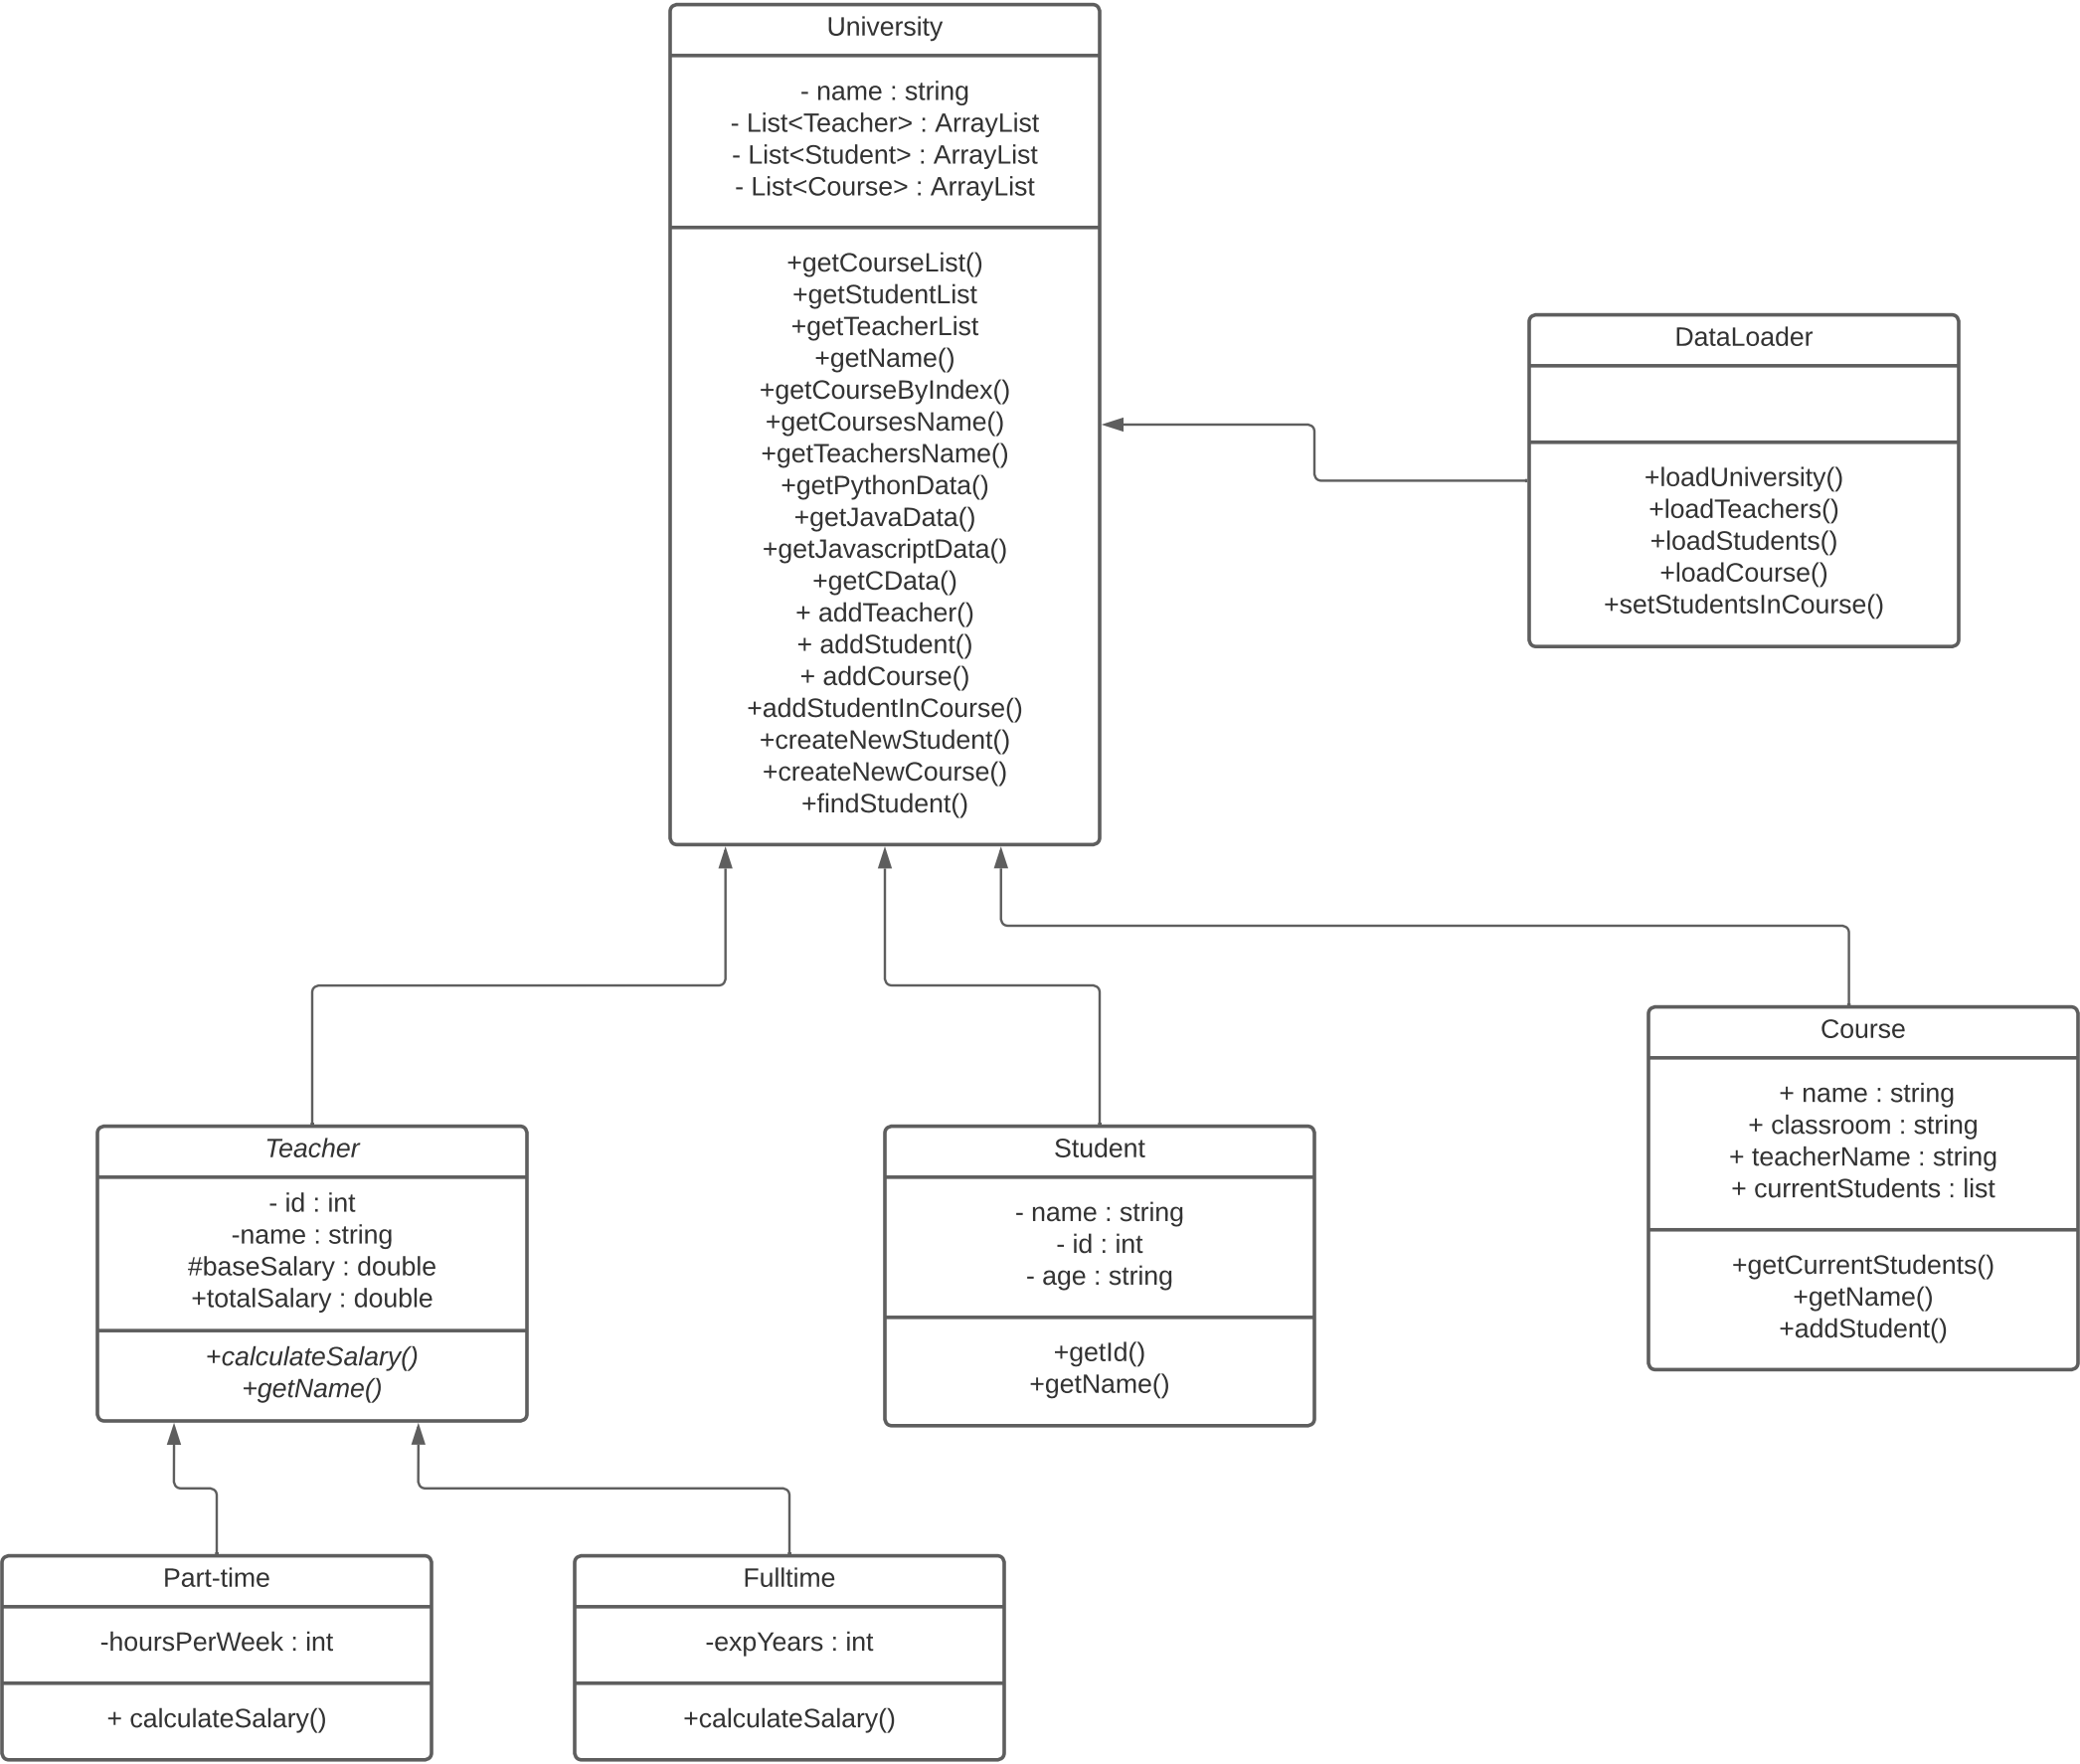 University
- name : string
- List<Teacher> : ArrayList
- List<Student> : ArrayList
- List<Course> : ArrayList
+getCourseList()
+getStudentList
+getTeacherList
+getName()
+getCourseByIndex()
+getCoursesName()
+getTeachersName()
+getPythonData()
+getJavaData()
+getJavascriptData()
+getCData()
+ addTeacher()
+ addStudent()
+ addCourse()
+addStudentInCourse()
+createNewStudent()
+createNewCourse()
+findStudent()
DataLoader
+loadUniversity()
+loadTeachers()
+loadStudents()
+loadCourse()
+setStudentsInCourse()
Teacher
- id : int
-name : string
#baseSalary : double
+totalSalary : double
+calculateSalary()
+getName()
Student
- name : string
- id : int
- age : string
+getId()
+getName()
Course
+ name : string
+ classroom : string
+ teacherName : string
+ currentStudents : list
+getCurrentStudents()
+getName()
+addStudent()
Part-time
-hoursPerWeek : int
+ calculateSalary()
Fulltime
-expYears : int
+calculateSalary()